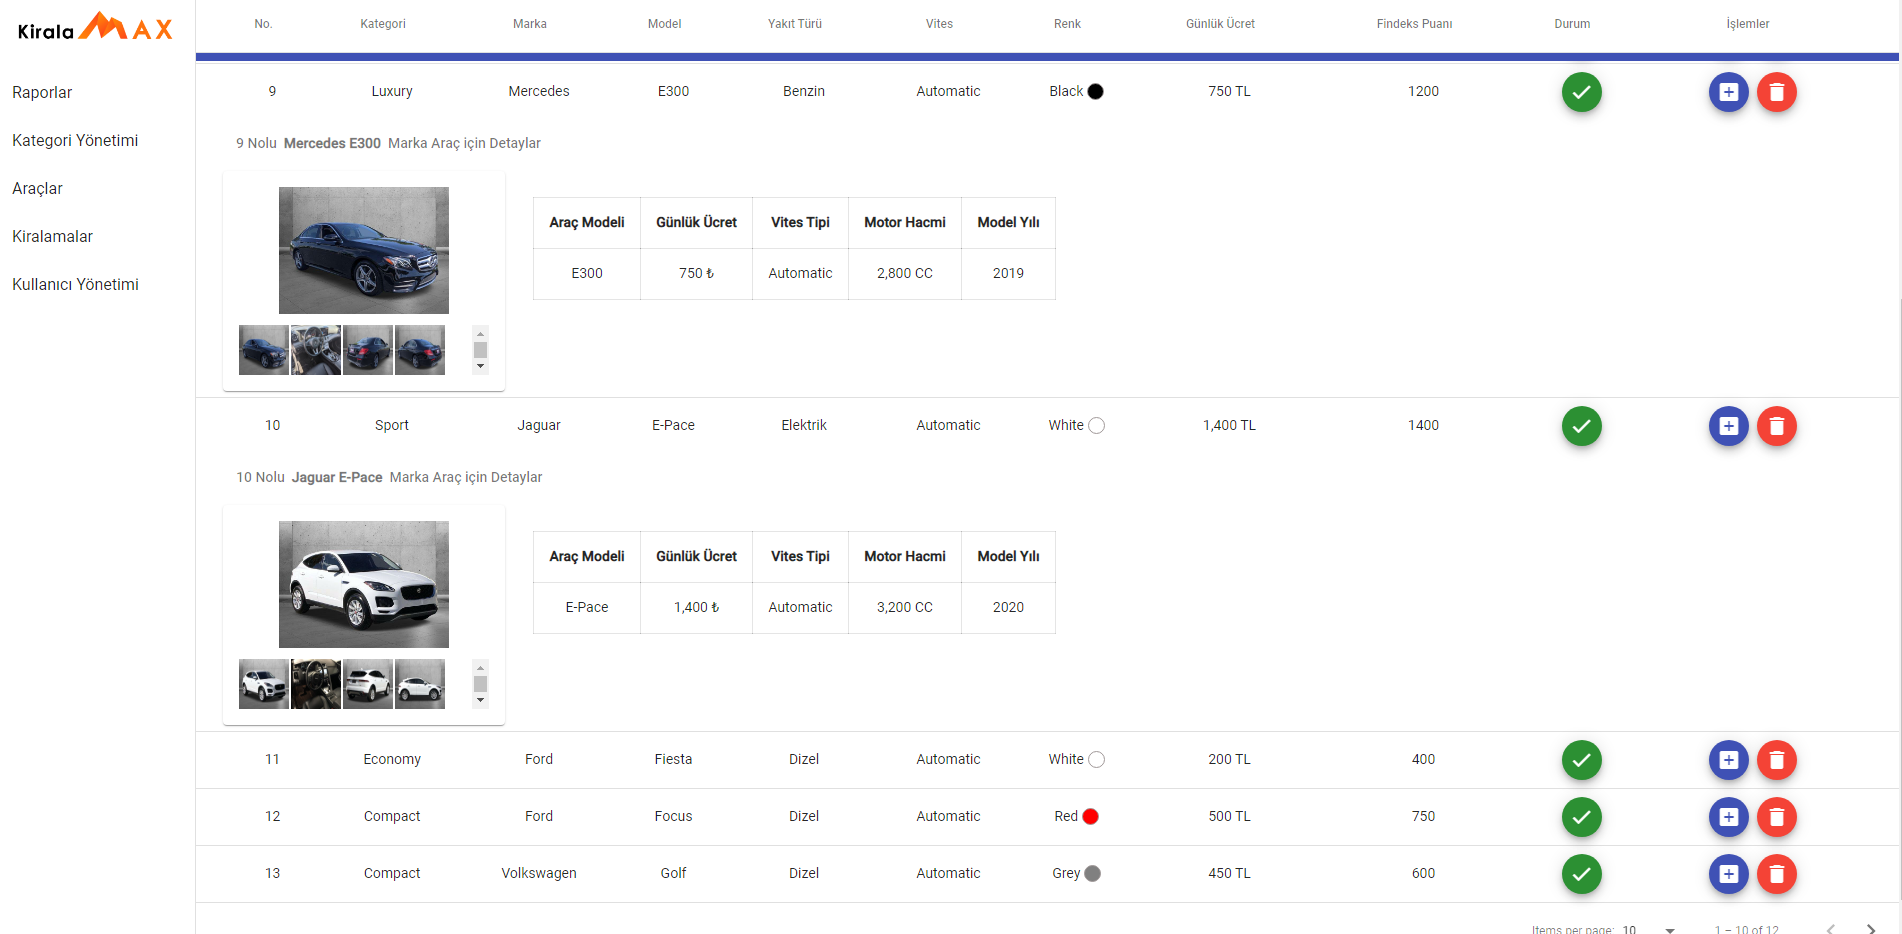 Kirala MAX
Raporlar
Kategori Yönetimi
Araçlar
Kiralamalar
Kullanıcı Yönetimi
No. Kategori Marka Model Yakıt Türü Vites Renk Günlük Ücret Findeks Puanı Durum İşlemler
9 Luxury Mercedes E300 Benzin Automatic Black 750 TL 1200
9 Nolu Mercedes E300 Marka Araç için Detaylar
Araç Modeli Günlük Ücret Vites Tipi Motor Hacmi Model Yılı
E300 750 ₺ Automatic 2,800 CC 2019
10 Sport Jaguar E-Pace Elektrik Automatic White 1,400 TL 1400
10 Nolu Jaguar E-Pace Marka Araç için Detaylar
Araç Modeli Günlük Ücret Vites Tipi Motor Hacmi Model Yılı
E-Pace 1,400 ₺ Automatic 3,200 CC 2020
11 Economy Ford Fiesta Dizel Automatic White 200 TL 400
12 Compact Ford Focus Dizel Automatic Red 500 TL 750
13 Compact Volkswagen Golf Dizel Automatic Grey 450 TL 600
Items per page: 10 1 – 10 of 12